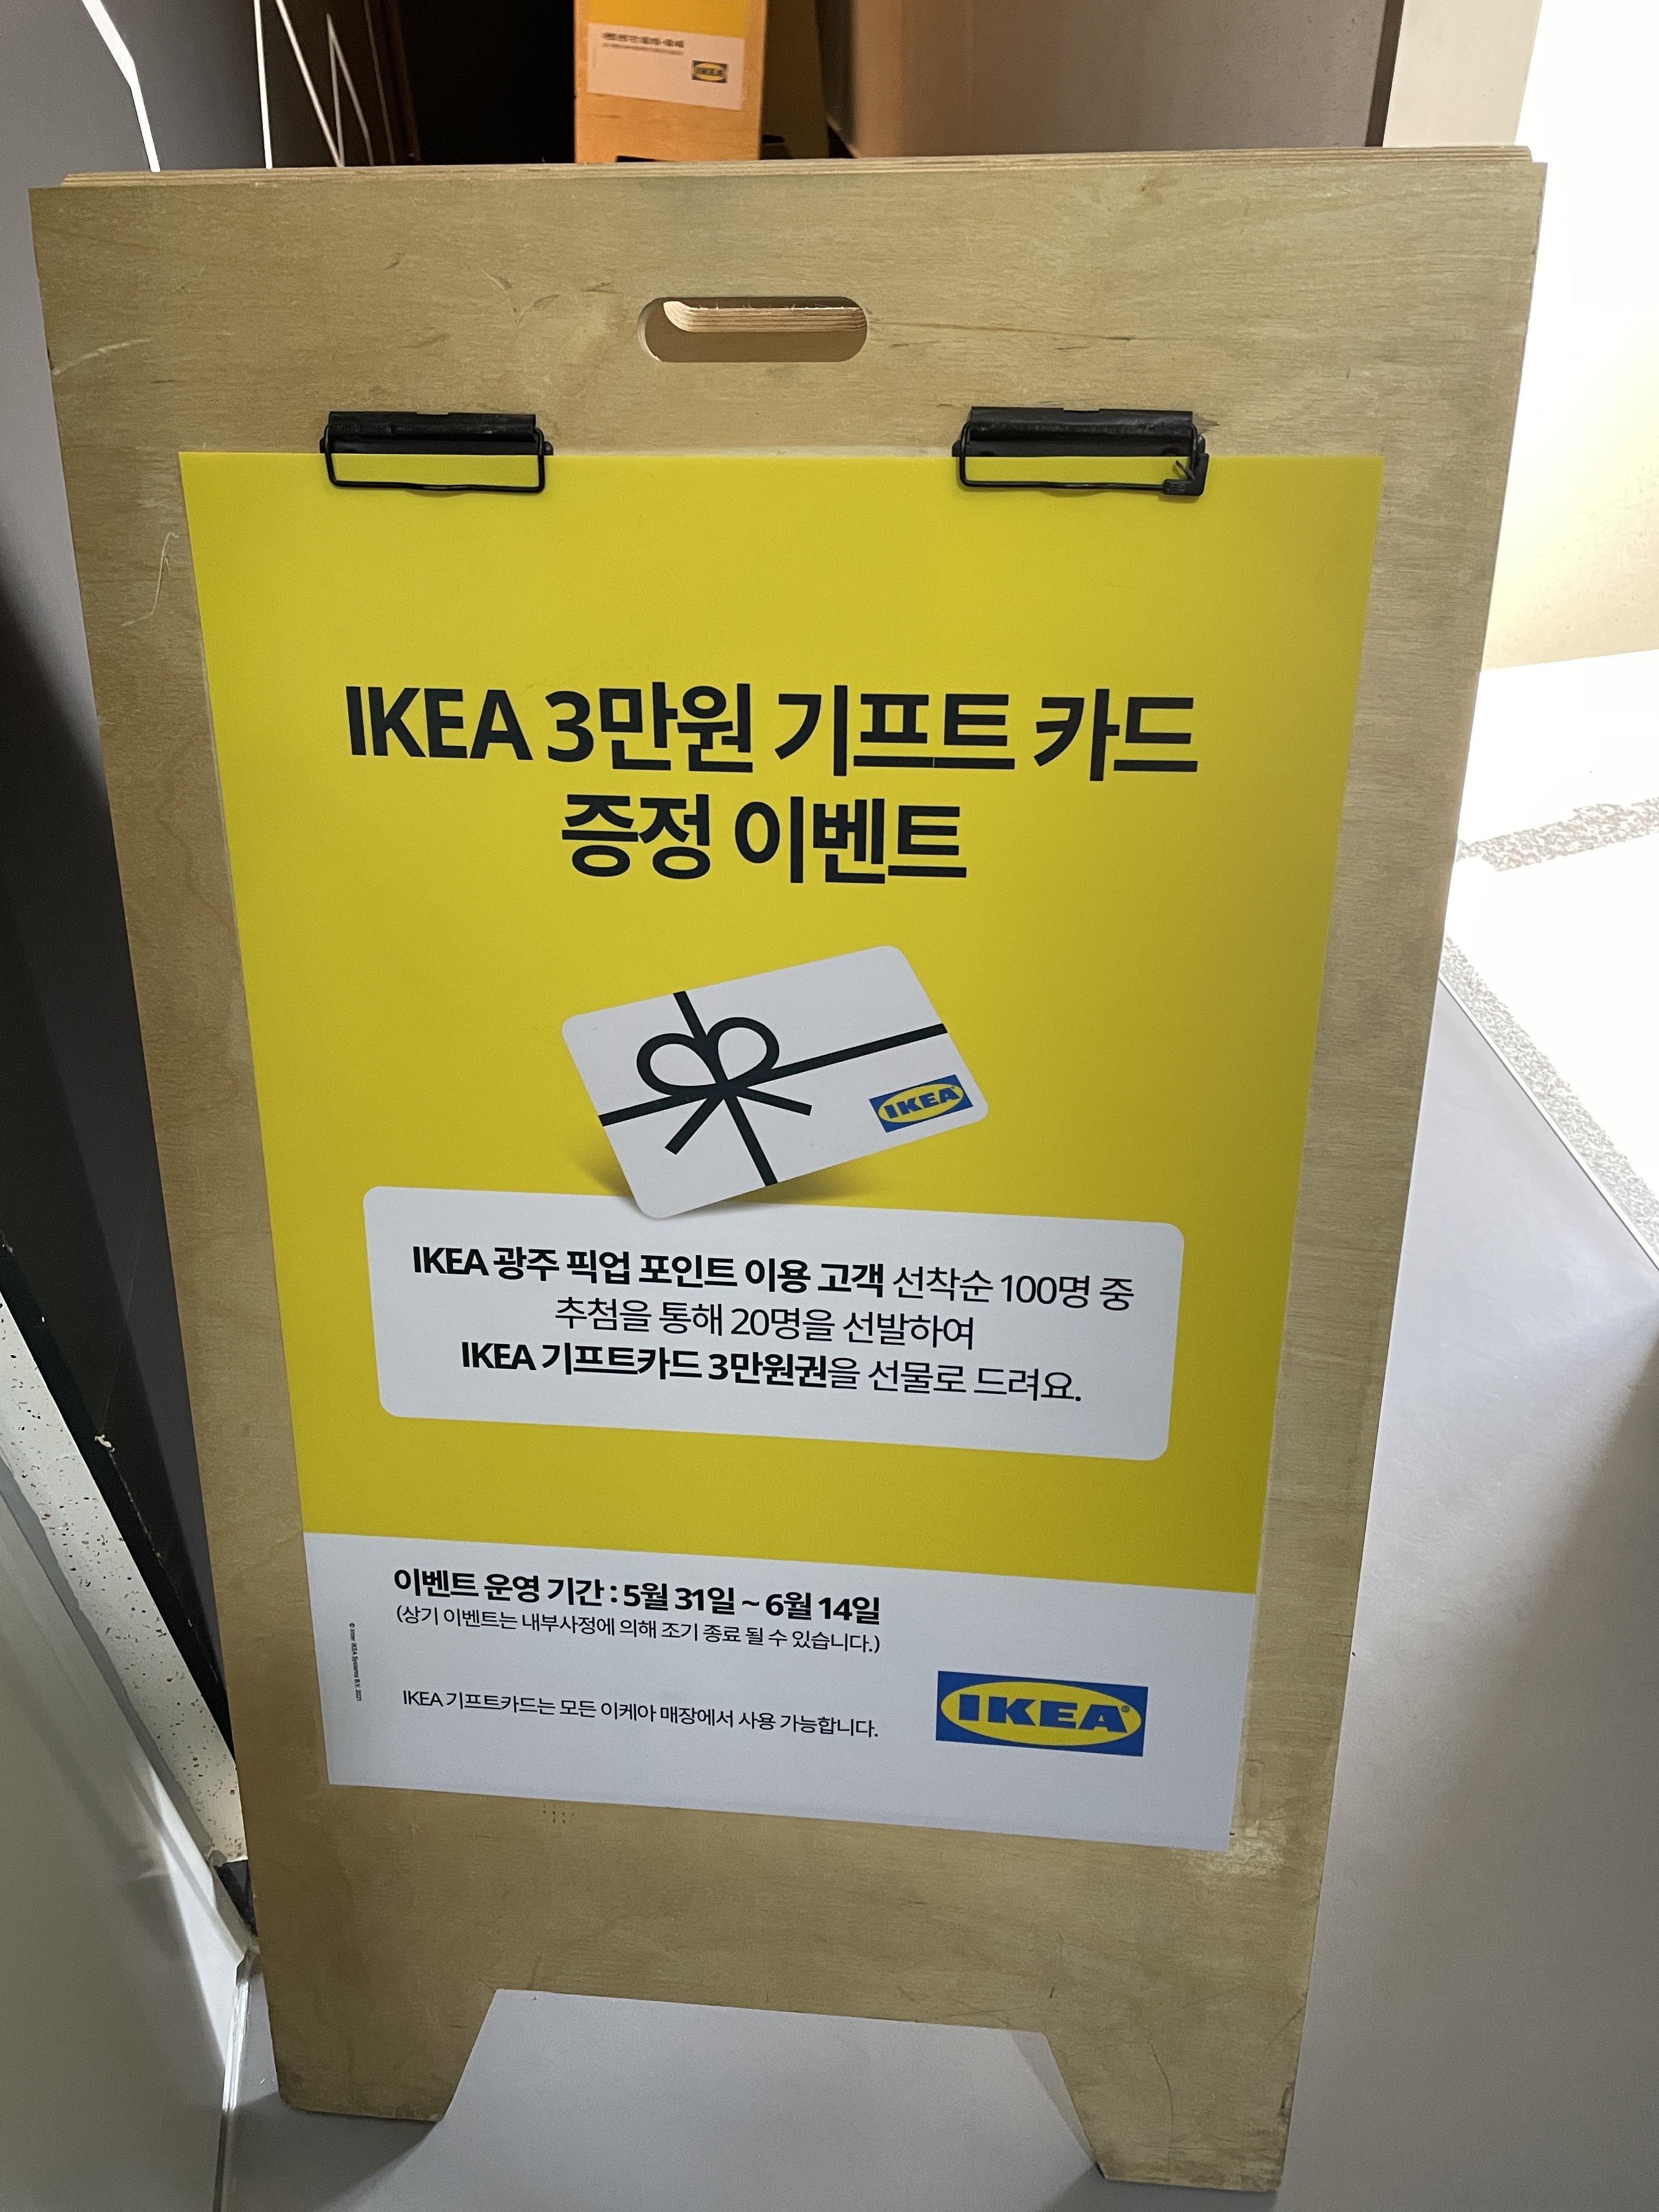 IKEA
IKEA 3만원 기프트 카드
증정 이벤트
IKEA
IKEA 광주 픽업 포인트 이용 고객 선착순 100명 중
추첨을 통해 20명을 선발하여
IKEA 기프트카드 3만원권을 선물로 드려요.
이벤트 운영 기간 : 5월 31일 ~ 6월 14일
(상기 이벤트는 내부사정에 의해 조기 종료 될 수 있습니다.)
IKEA 기프트카드는 모든 이케아 매장에서 사용 가능합니다.
IKEA®
© Inter IKEA Systems B.V. 2021